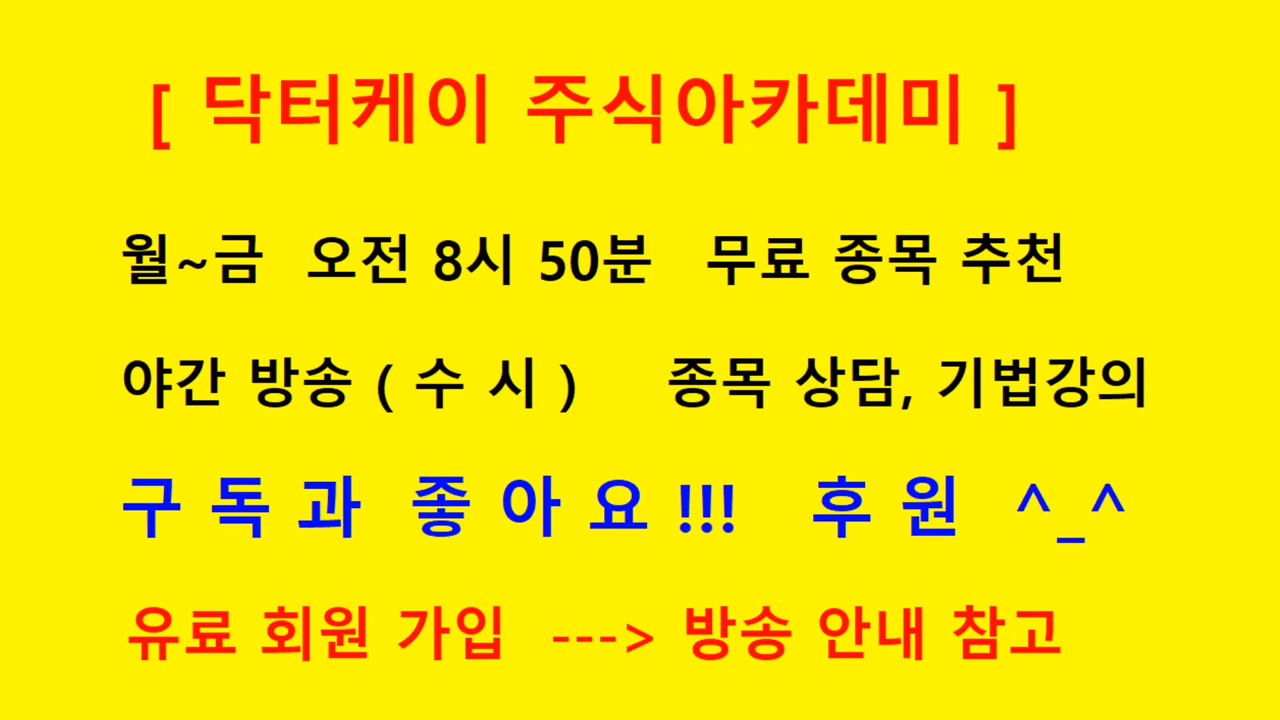 [ 닥터케이 주식아카데미 ]
월~금 오전 8시 50분 무료 종목 추천
야간 방송 ( 수 시 ) 종목 상담, 기법강의
구 독 과 좋 아 요 !!! 후 원 ^_^
유료 회원 가입 ---> 방송 안내 참고